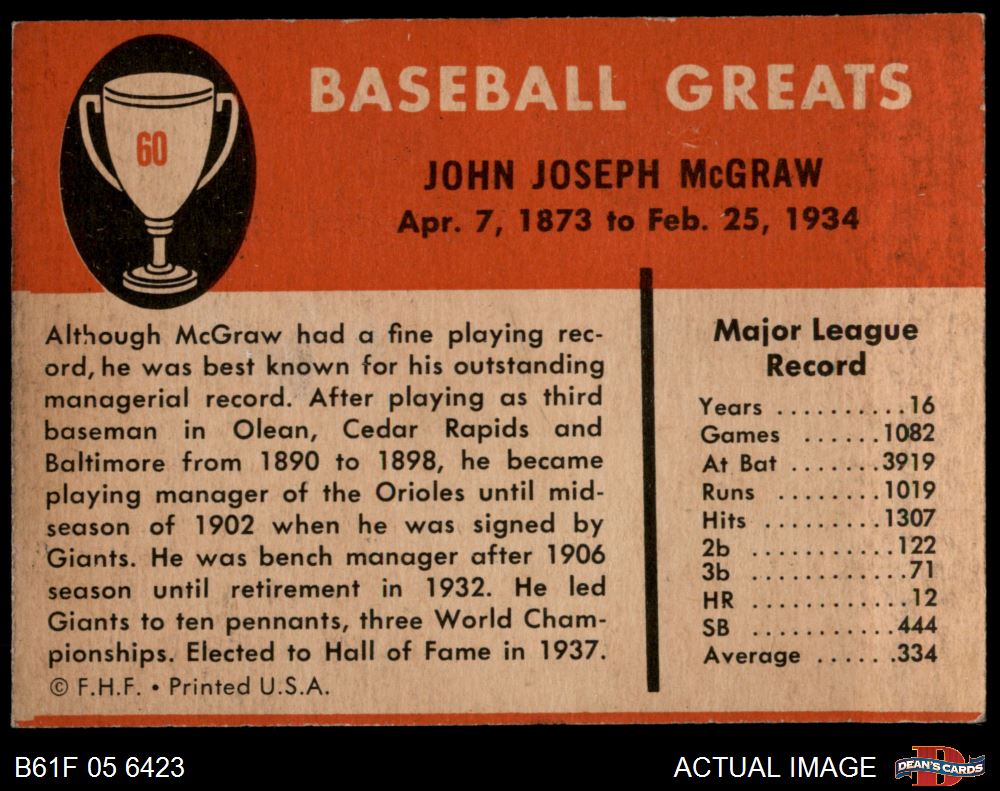 60
BASEBALL GREATS
JOHN JOSEPH McGRAW
Apr. 7, 1873 to Feb. 25, 1934
Although McGraw had a fine playing rec-
ord, he was best known for his outstanding
managerial record. After playing as third
baseman in Olean, Cedar Rapids and
Baltimore from 1890 to 1898, he became
playing manager of the Orioles until mid-
season of 1902 when he was signed by
Giants. He was bench manager after 1906
season until retirement in 1932. He led
Giants to ten pennants, three World Cham-
pionships. Elected to Hall of Fame in 1937.
© F.H.F. • Printed U.S.A.
Major League
Record
Years ..........16
Games ......1082
At Bat .......3919
Runs ........1019
Hits .........1307
2b ...........122
3b ............71
HR ............12
SB ..........444
Average ......334
B61F 05 6423
ACTUAL IMAGE
DEAN'S CARDS